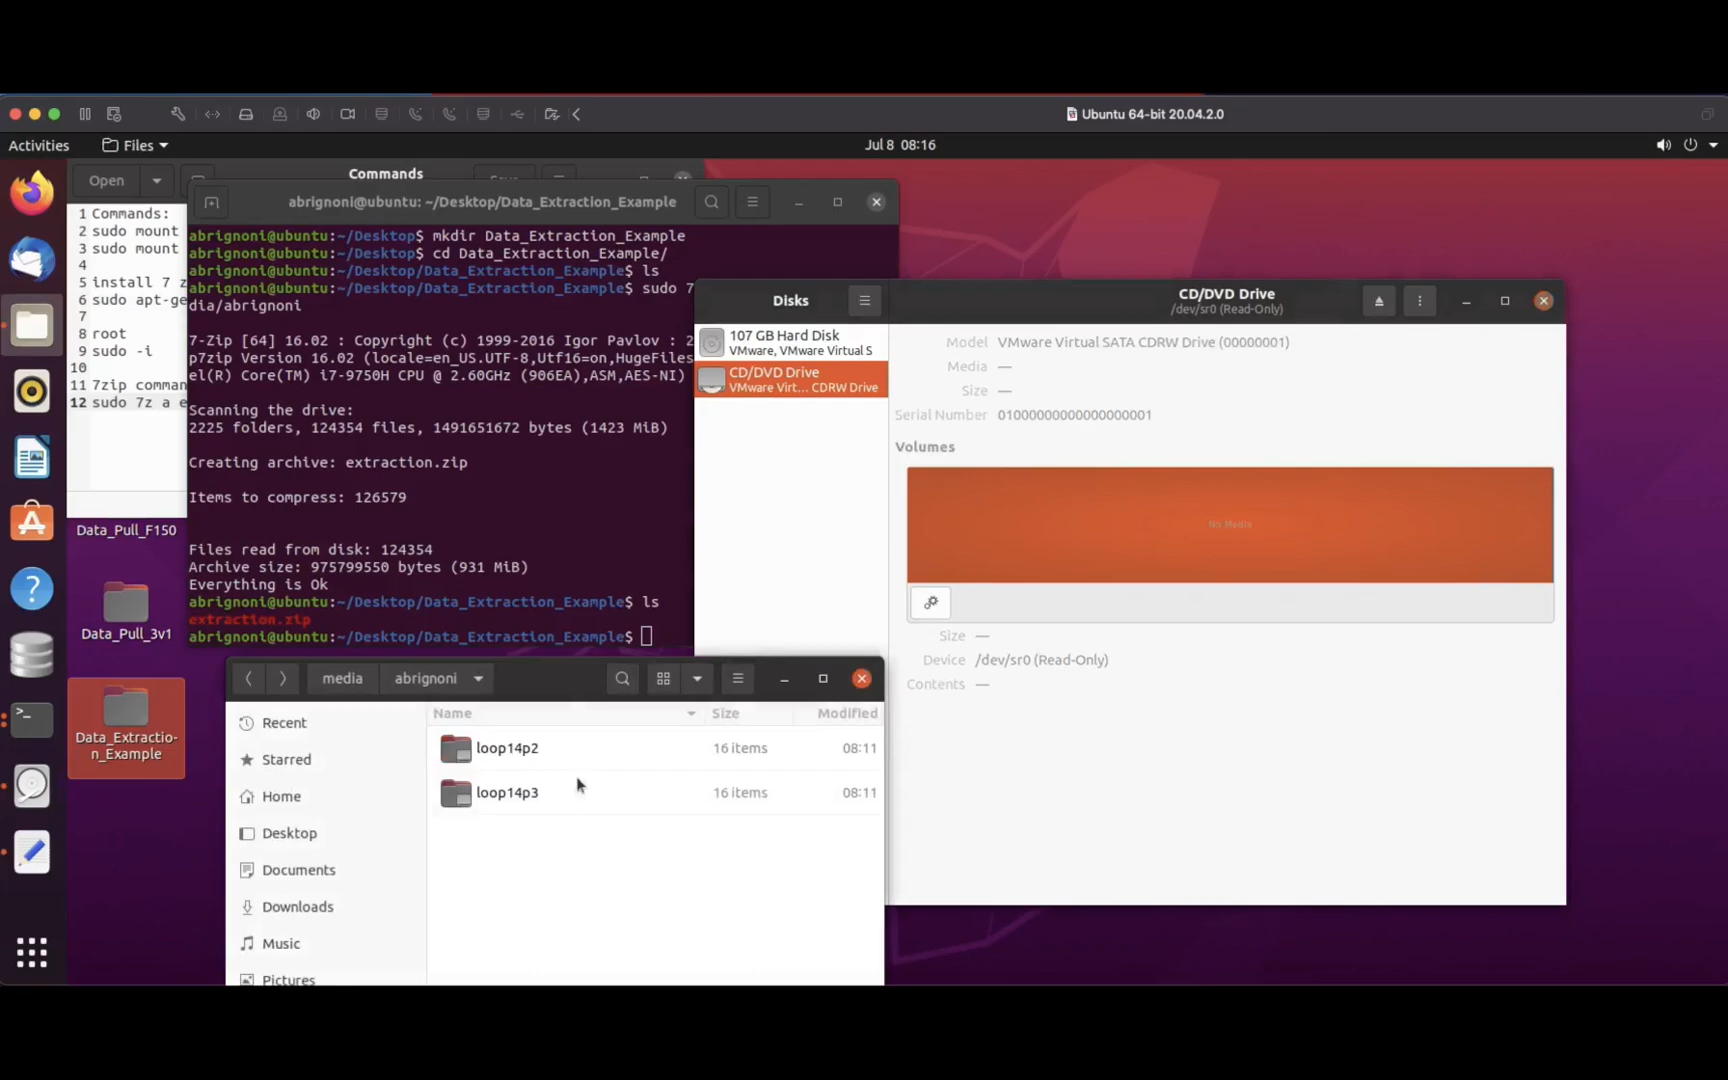 Ubuntu 64-bit 20.04.2.0
Activities
Files
Jul 8 08:16
Open
Commands
1 Commands:
2 sudo mount
3 sudo mount
4
5 install 7 z
6 sudo apt-ge
7
8 root
9 sudo -i
10
11 7zip comman
12 sudo 7z a e
abrignoni@ubuntu: ~/Desktop/Data_Extraction_Example
abrignoni@ubuntu:~/Desktop$ mkdir Data_Extraction_Example
abrignoni@ubuntu:~/Desktop$ cd Data_Extraction_Example/
abrignoni@ubuntu:~/Desktop/Data_Extraction_Example$ ls
abrignoni@ubuntu:~/Desktop/Data_Extraction_Example$ sudo 7
dia/abrignoni
7-Zip [64] 16.02 : Copyright (c) 1999-2016 Igor Pavlov : 2
p7zip Version 16.02 (locale=en_US.UTF-8,Utf16=on,HugeFiles
el(R) Core(TM) i7-9750H CPU @ 2.60GHz (906EA),ASM,AES-NI)
Scanning the drive:
2225 folders, 124354 files, 1491651672 bytes (1423 MiB)
Creating archive: extraction.zip
Items to compress: 126579
Files read from disk: 124354
Archive size: 975799550 bytes (931 MiB)
Everything is Ok
abrignoni@ubuntu:~/Desktop/Data_Extraction_Example$ ls
extraction.zip
abrignoni@ubuntu:~/Desktop/Data_Extraction_Example$
Data_Pull_F150
Data_Pull_3v1
Data_Extractio-
n_Example
Disks
107 GB Hard Disk
VMware, VMware Virtual S
CD/DVD Drive
VMware Virt... CDRW Drive
CD/DVD Drive
/dev/sr0 (Read-Only)
Model VMware Virtual SATA CDRW Drive (00000001)
Media —
Size —
Serial Number 01000000000000000001
Volumes
No Media
Size —
Device /dev/sr0 (Read-Only)
Contents —
media abrignoni
Name Size Modified
loop14p2 16 items 08:11
loop14p3 16 items 08:11
Recent
Starred
Home
Desktop
Documents
Downloads
Music
Pictures